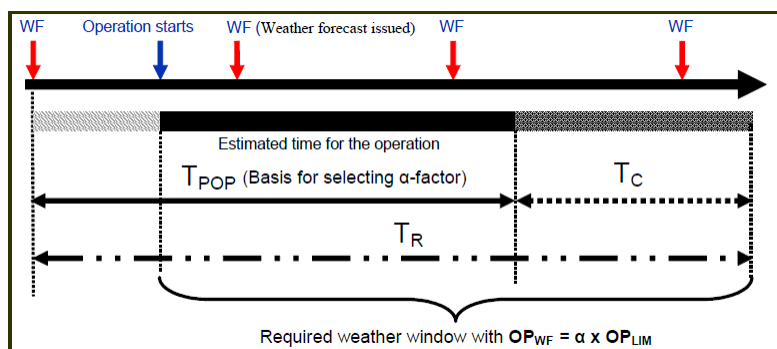 WF Operation starts WF (Weather forecast issued) WF WF
Estimated time for the operation
TPOP (Basis for selecting α-factor) TC
TR
Required weather window with OPWF = α x OPLIM